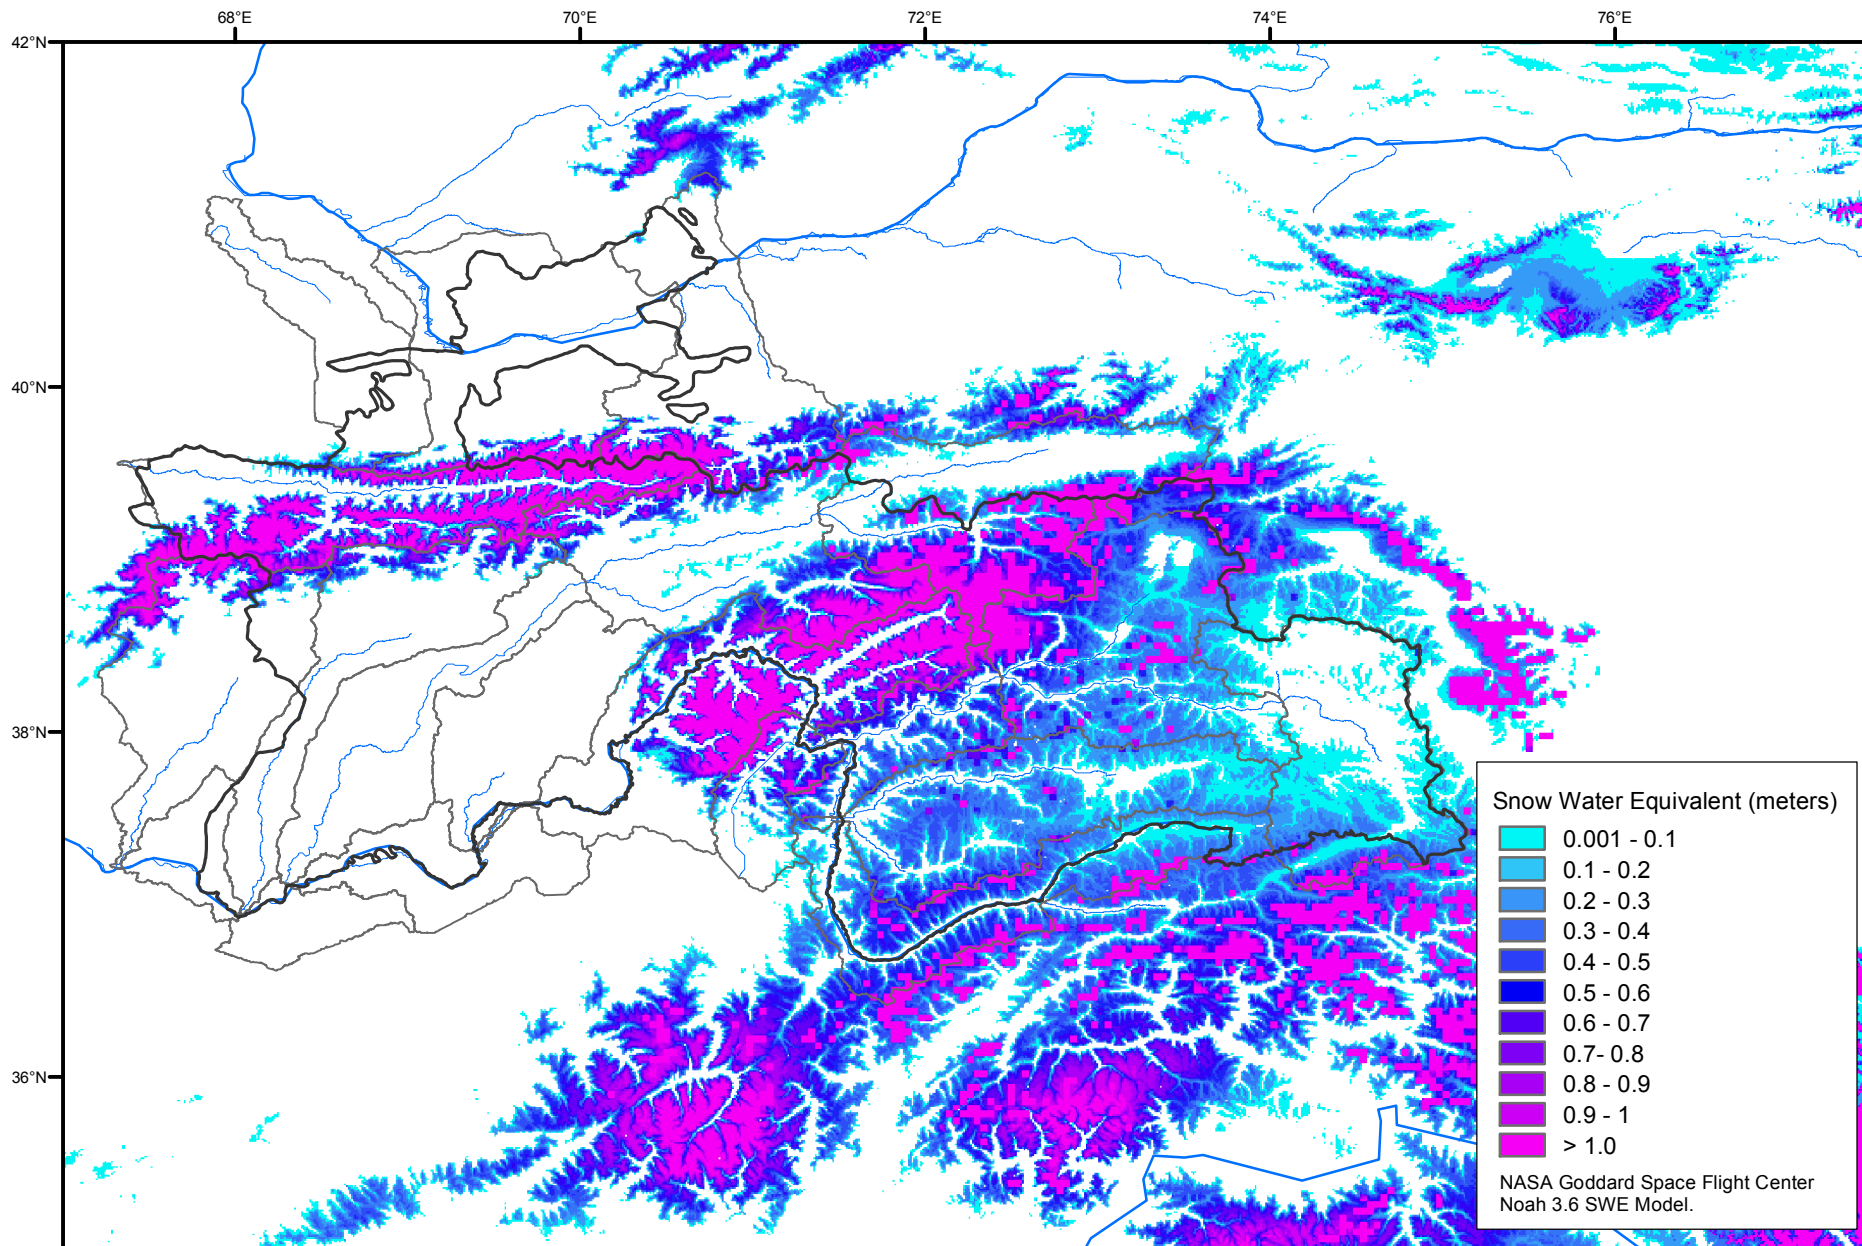 68°E
70°E
72°E
74°E
76°E
42°N
40°N
38°N
36°N
Snow Water Equivalent (meters)
0.001 - 0.1
0.1 - 0.2
0.2 - 0.3
0.3 - 0.4
0.4 - 0.5
0.5 - 0.6
0.6 - 0.7
0.7- 0.8
0.8 - 0.9
0.9 - 1
> 1.0
NASA Goddard Space Flight Center
Noah 3.6 SWE Model.